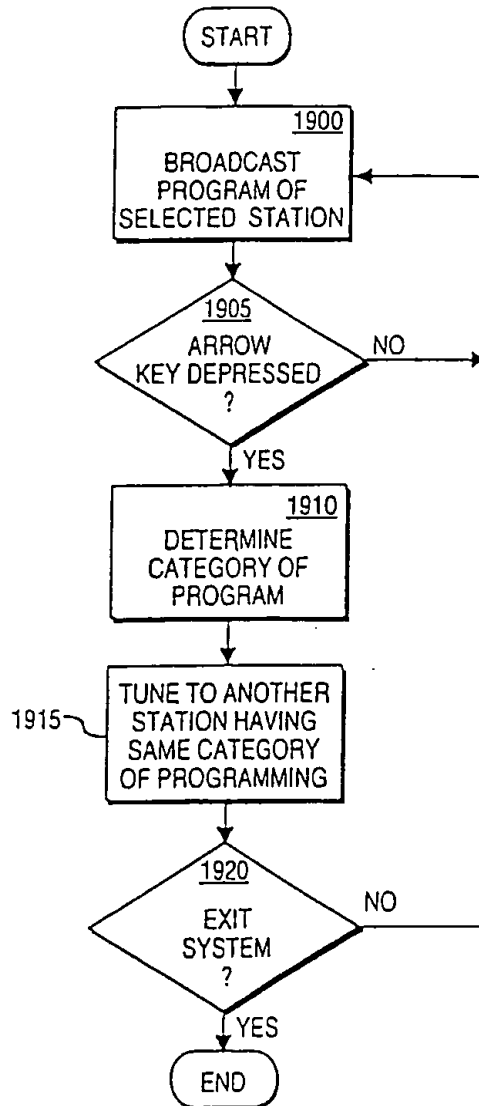 START
1900
BROADCAST
PROGRAM OF
SELECTED STATION
1905
ARROW
KEY DEPRESSED
?
NO
YES
1910
DETERMINE
CATEGORY OF
PROGRAM
1915
TUNE TO ANOTHER
STATION HAVING
SAME CATEGORY
OF PROGRAMMING
1920
EXIT
SYSTEM
?
NO
YES
END